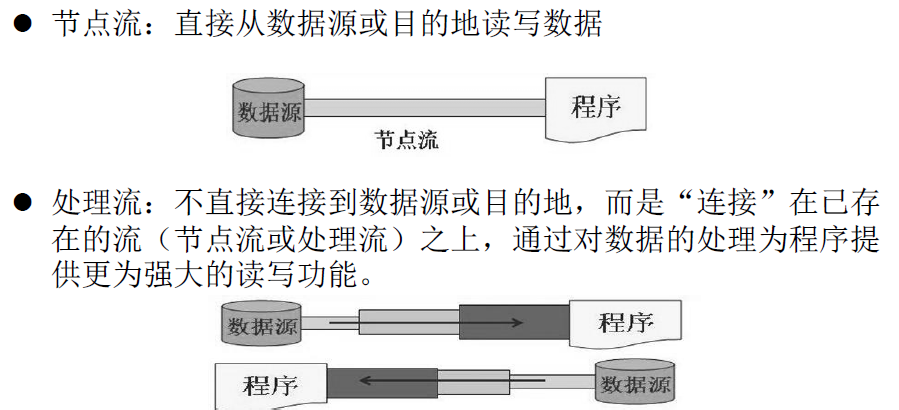 ● 节点流：直接从数据源或目的地读写数据
数据源
程序
节点流
● 处理流：不直接连接到数据源或目的地，而是“连接”在已存
在的流（节点流或处理流）之上，通过对数据的处理为程序提
供更为强大的读写功能。
数据源
程序
程序
数据源